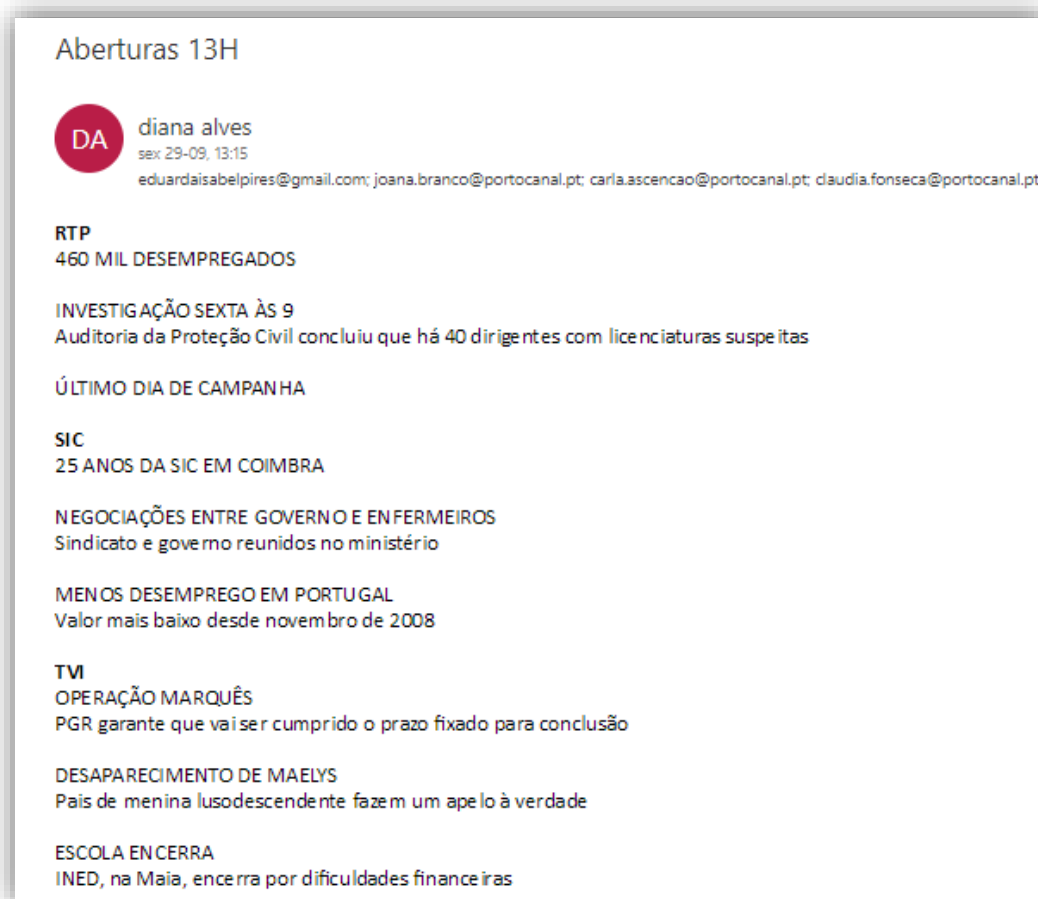 Aberturas 13H
DA
diana alves
sex 29-09, 13:15
eduardaisabelpires@gmail.com; joana.branco@portocanal.pt; carla.ascencao@portocanal.pt; claudia.fonseca@portocanal.pt
RTP
460 MIL DESEMPREGADOS
INVESTIGAÇÃO SEXTA ÀS 9
Auditoria da Proteção Civil concluiu que há 40 dirigentes com licenciaturas suspeitas
ÚLTIMO DIA DE CAMPANHA
SIC
25 ANOS DA SIC EM COIMBRA
NEGOCIAÇÕES ENTRE GOVERNO E ENFERMEIROS
Sindicato e governo reunidos no ministério
MENOS DESEMPREGO EM PORTUGAL
Valor mais baixo desde novembro de 2008
TVI
OPERAÇÃO MARQUÊS
PGR garante que vai ser cumprido o prazo fixado para conclusão
DESAPARECIMENTO DE MAELYS
Pais de menina lusodescendente fazem um apelo à verdade
ESCOLA ENCERRA
INED, na Maia, encerra por dificuldades financeiras